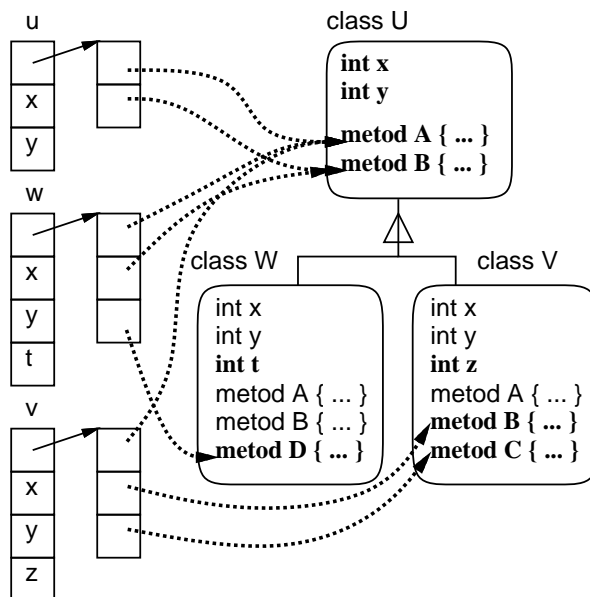 u
x
y
class U
int x
int y
metod A { ... }
metod B { ... }
w
x
y
t
class W
int x
int y
int t
metod A { ... }
metod B { ... }
metod D { ... }
class V
int x
int y
int z
metod A { ... }
metod B { ... }
metod C { ... }
v
x
y
z